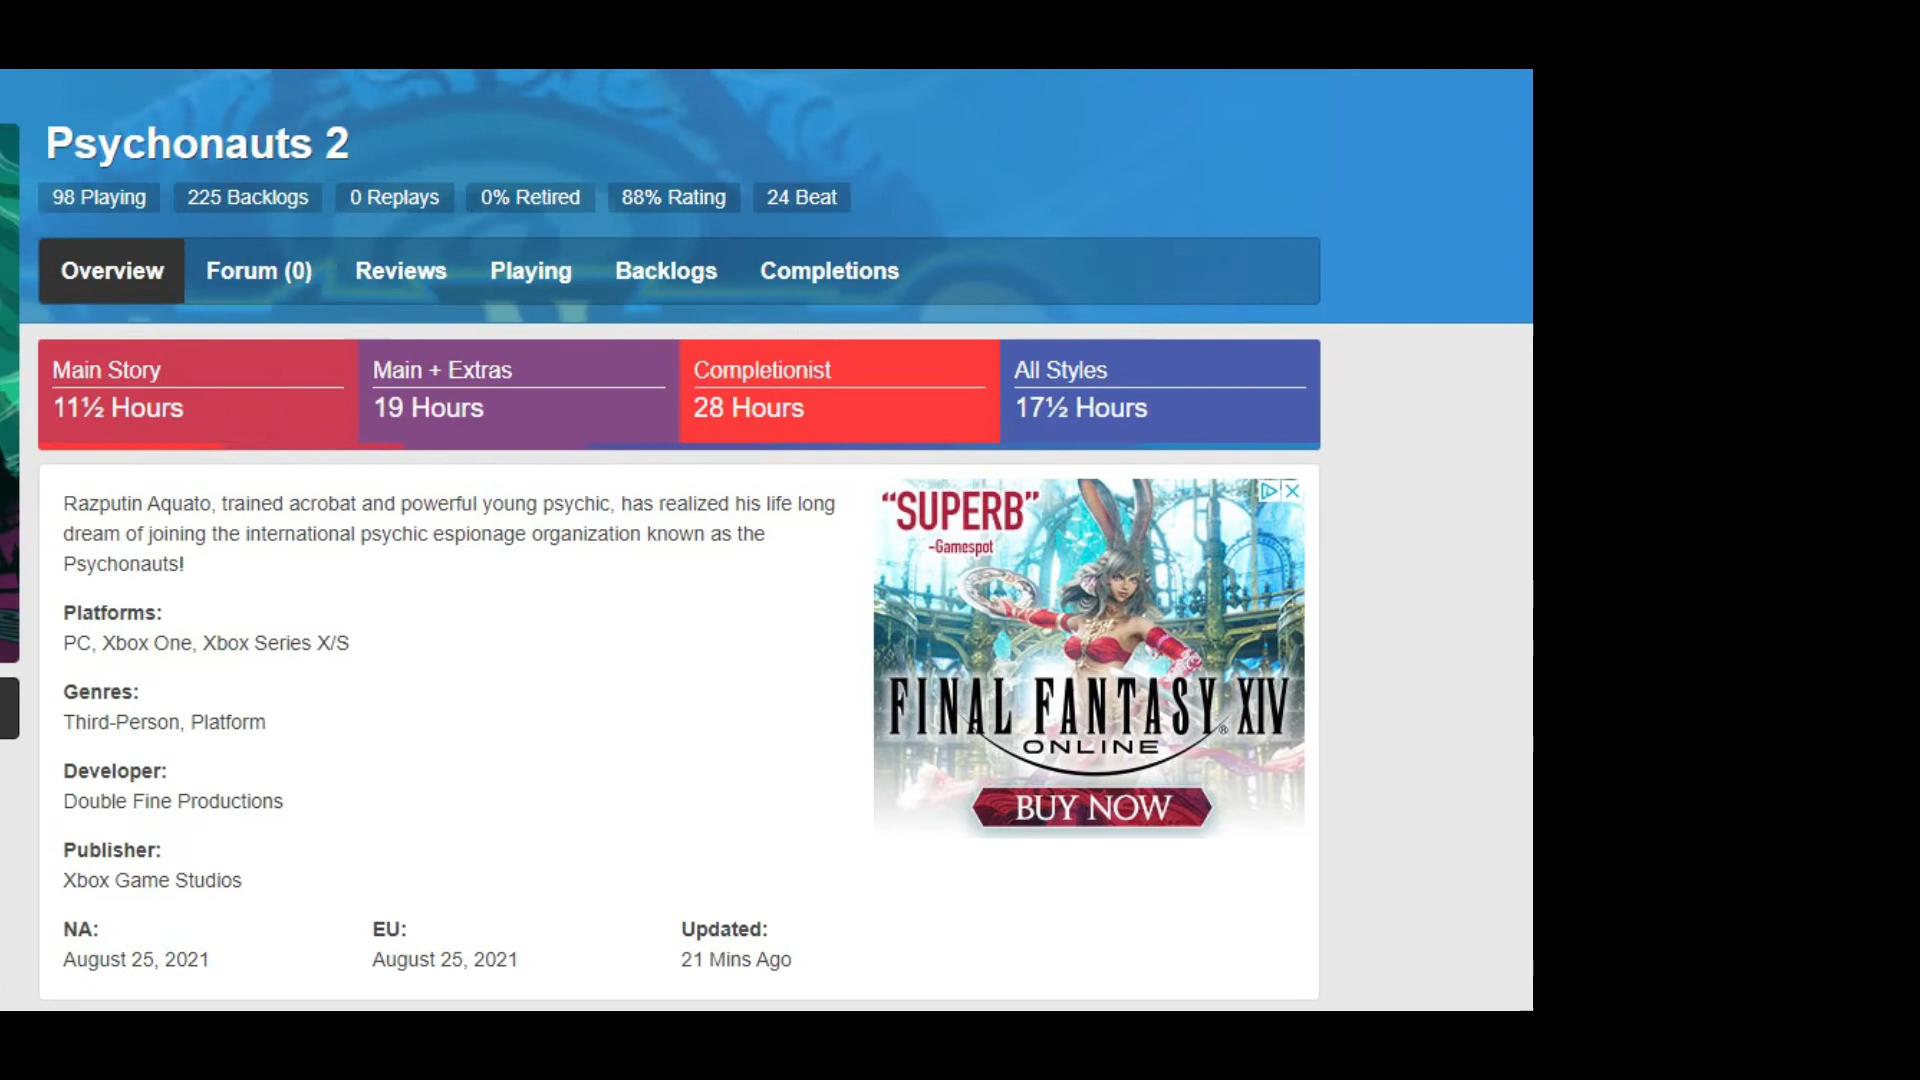 Psychonauts 2
98 Playing 225 Backlogs 0 Replays 0% Retired 88% Rating 24 Beat
Overview Forum (0) Reviews Playing Backlogs Completions
Main Story Main + Extras Completionist All Styles
11½ Hours 19 Hours 28 Hours 17½ Hours
Razputin Aquato, trained acrobat and powerful young psychic, has realized his life long
dream of joining the international psychic espionage organization known as the
Psychonauts!
Platforms:
PC, Xbox One, Xbox Series X/S
Genres:
Third-Person, Platform
Developer:
Double Fine Productions
Publisher:
Xbox Game Studios
NA: EU: Updated:
August 25, 2021 August 25, 2021 21 Mins Ago
“SUPERB”
-Gamespot
FINAL FANTASY® XIV
ONLINE
BUY NOW